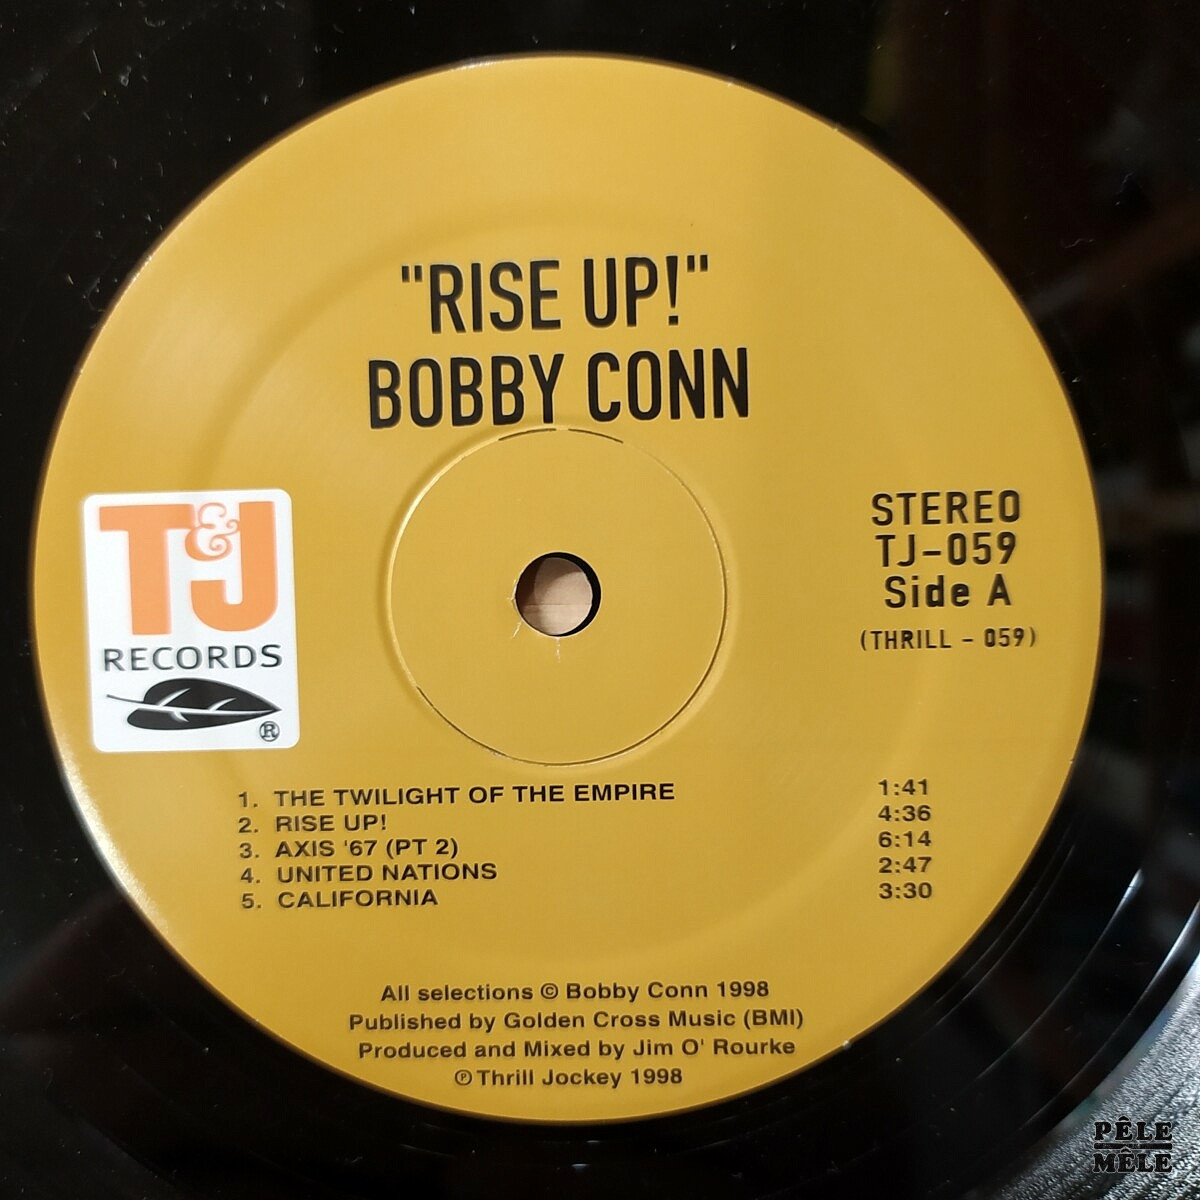 "RISE UP!"
BOBBY CONN
T&J
RECORDS
®
STEREO
TJ-059
Side A
(THRILL - 059)
1. THE TWILIGHT OF THE EMPIRE 1:41
2. RISE UP! 4:36
3. AXIS '67 (PT 2) 6:14
4. UNITED NATIONS 2:47
5. CALIFORNIA 3:30
All selections © Bobby Conn 1998
Published by Golden Cross Music (BMI)
Produced and Mixed by Jim O' Rourke
℗ Thrill Jockey 1998
PÊLE
MÊLE